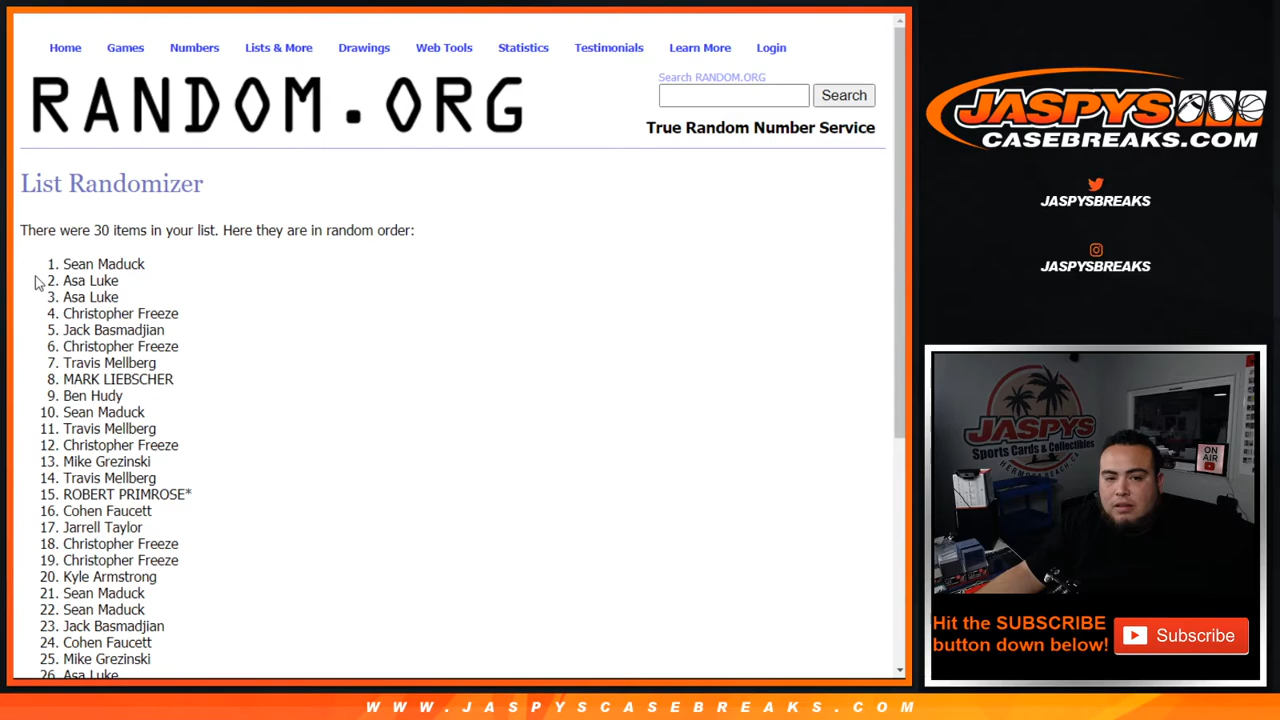 Home Games Numbers Lists & More Drawings Web Tools Statistics Testimonials Learn More Login
RANDOM.ORG
Search RANDOM.ORG
Search
True Random Number Service
List Randomizer
There were 30 items in your list. Here they are in random order:
1. Sean Maduck
2. Asa Luke
3. Asa Luke
4. Christopher Freeze
5. Jack Basmadjian
6. Christopher Freeze
7. Travis Mellberg
8. MARK LIEBSCHER
9. Ben Hudy
10. Sean Maduck
11. Travis Mellberg
12. Christopher Freeze
13. Mike Grezinski
14. Travis Mellberg
15. ROBERT PRIMROSE*
16. Cohen Faucett
17. Jarrell Taylor
18. Christopher Freeze
19. Christopher Freeze
20. Kyle Armstrong
21. Sean Maduck
22. Sean Maduck
23. Jack Basmadjian
24. Cohen Faucett
25. Mike Grezinski
26. Asa Luke
JASPYS
CASEBREAKS.COM
JASPYSBREAKS
JASPYSBREAKS
JASPYS
Sports Cards & Collectibles
HERMOSA BEACH, CA
ON AIR
Hit the SUBSCRIBE
button down below!
Subscribe
WWW.JASPYSCASEBREAKS.COM